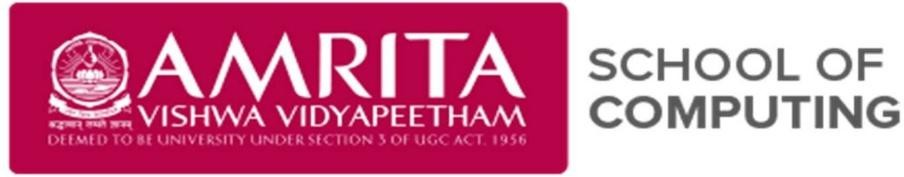 AMRITA
VISHWA VIDYAPEETHAM
DEEMED TO BE UNIVERSITY UNDER SECTION 3 OF UGC ACT. 1956
SCHOOL OF
COMPUTING